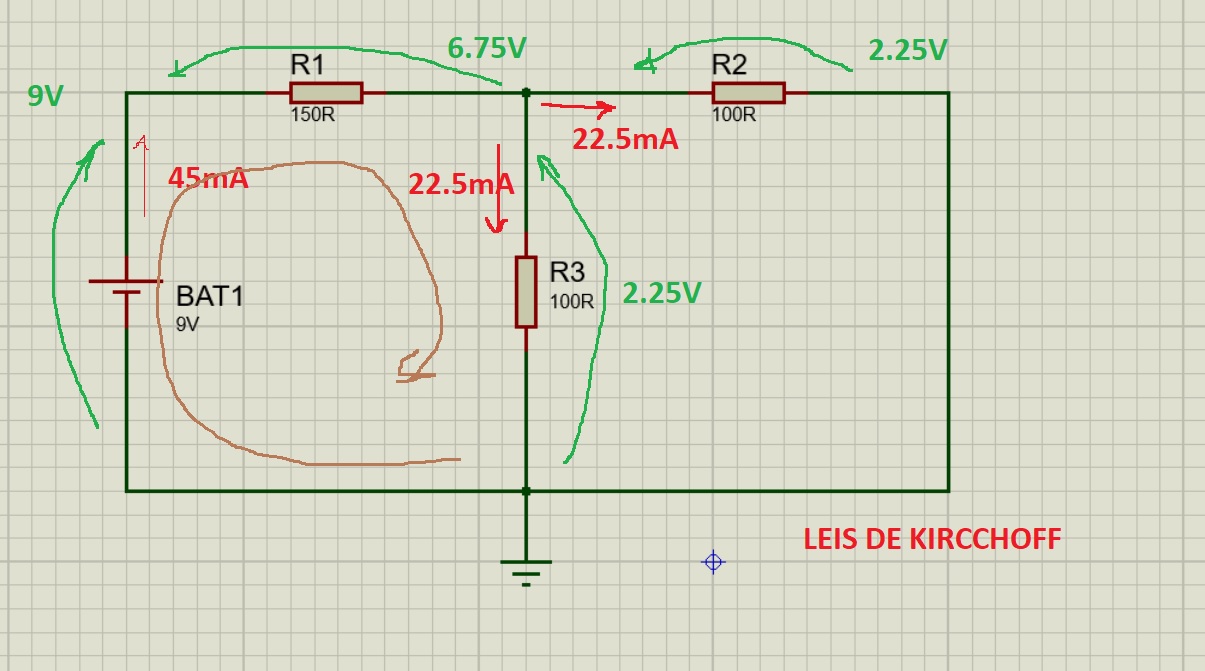 6.75V
2.25V
R1
R2
9V
150R
100R
22.5mA
45mA
22.5mA
R3
100R
2.25V
BAT1
9V
LEIS DE KIRCCHOFF